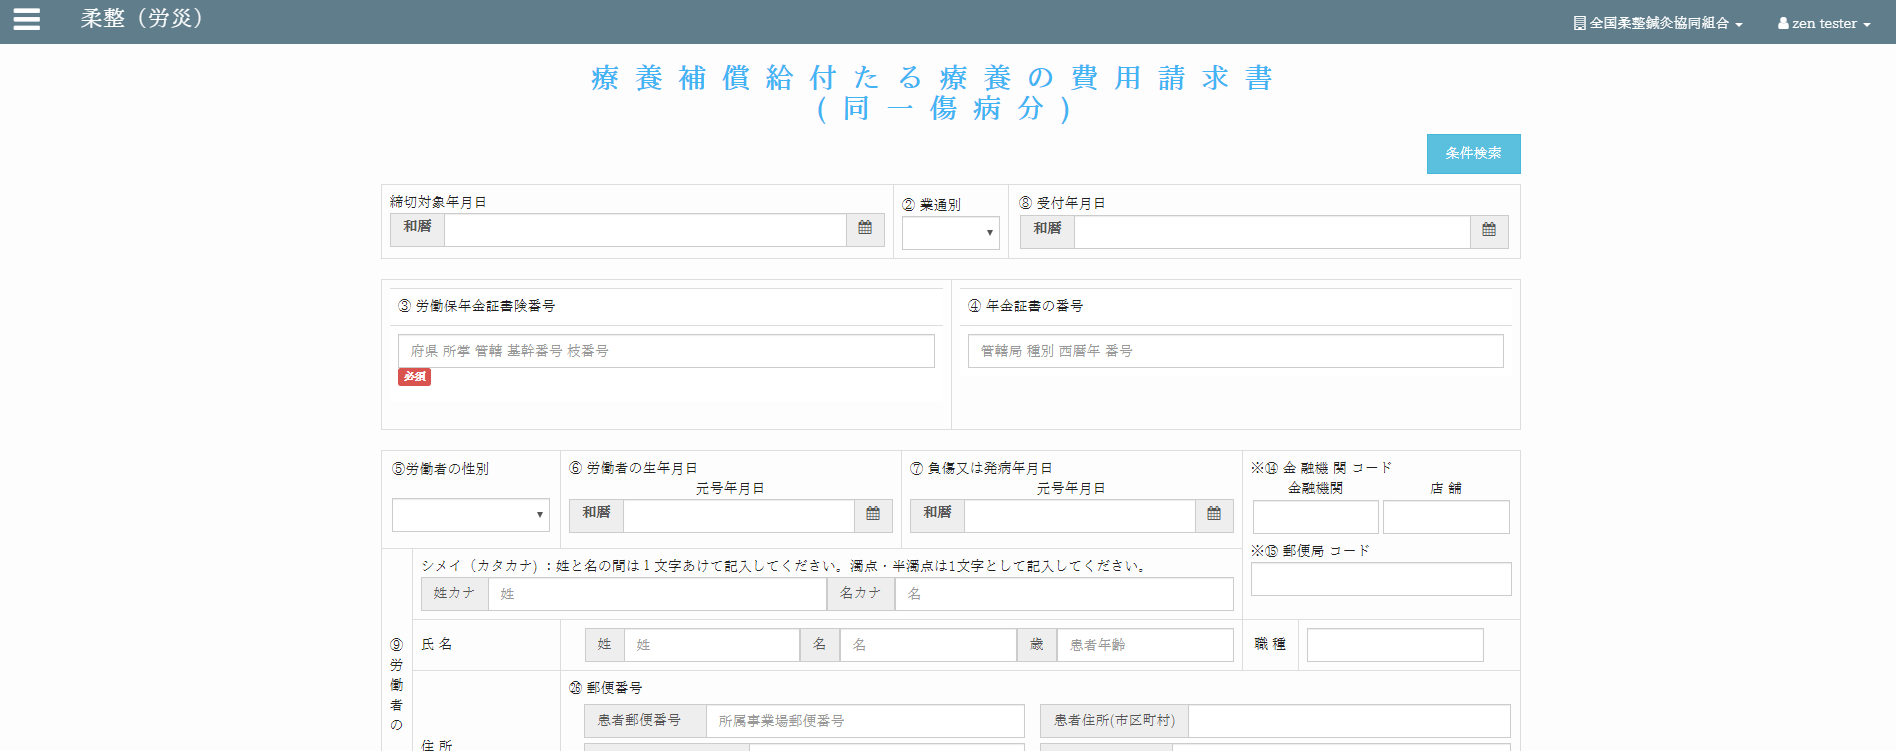 柔整（労災）
全国柔整鍼灸協同組合
zen tester
療養補償給付たる療養の費用請求書
(同一傷病分)
条件検索
締切対象年月日
和暦
② 業通別
⑧ 受付年月日
和暦
③ 労働保年金証書険番号
府県 所掌 管轄 基幹番号 枝番号
必須
④ 年金証書の番号
管轄局 種別 西暦年 番号
⑤労働者の性別
⑥ 労働者の生年月日
元号年月日
和暦
⑦ 負傷又は発病年月日
元号年月日
和暦
※⑭ 金 融機 関 コード
金融機関
店 舗
※⑮ 郵便局 コード
シメイ（カタカナ）：姓と名の間は１文字あけて記入してください。濁点・半濁点は1文字として記入してください。
姓カナ
姓
名カナ
名
⑨労働者の
氏 名
姓
姓
名
名
歳
患者年齢
職 種
住 所
㉖ 郵便番号
患者郵便番号
所属事業場郵便番号
患者住所(市区町村)